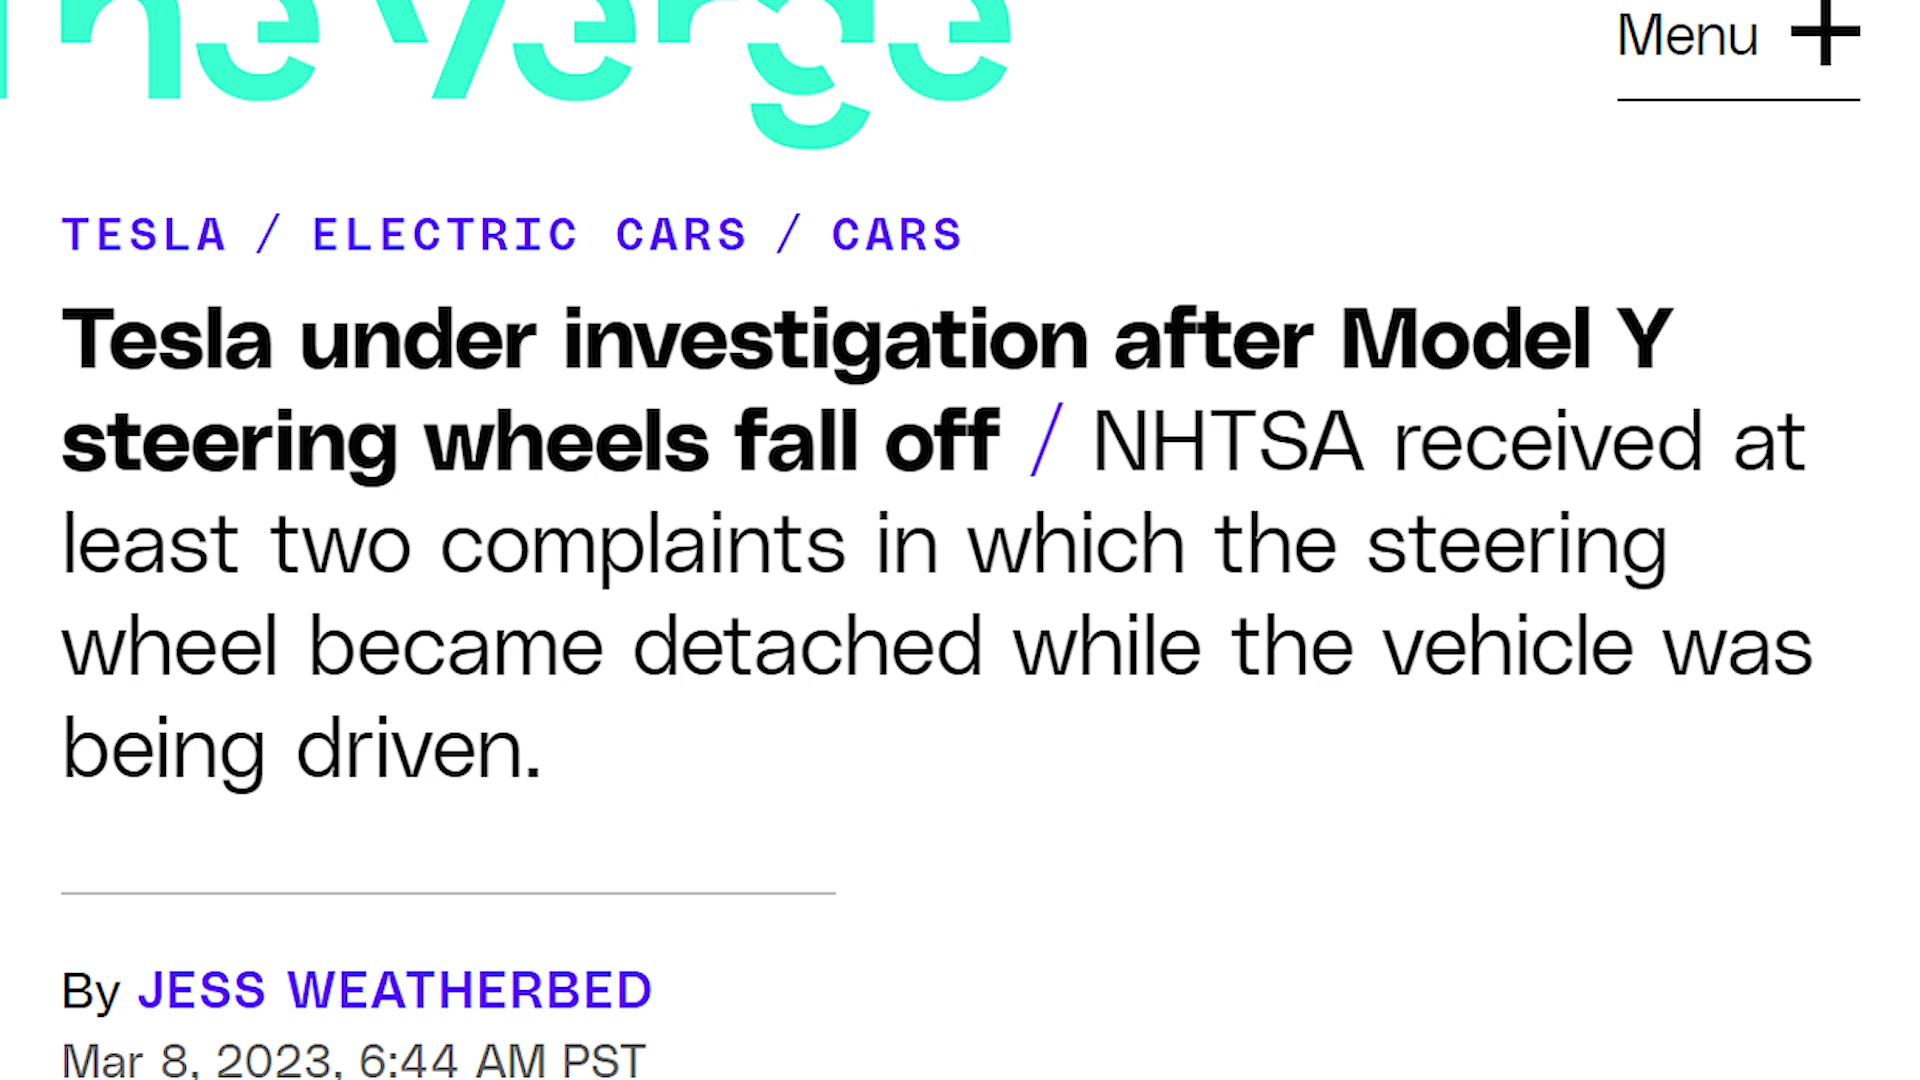 The Verge
Menu +
TESLA / ELECTRIC CARS / CARS
Tesla under investigation after Model Y
steering wheels fall off / NHTSA received at
least two complaints in which the steering
wheel became detached while the vehicle was
being driven.
By JESS WEATHERBED
Mar 8, 2023, 6:44 AM PST